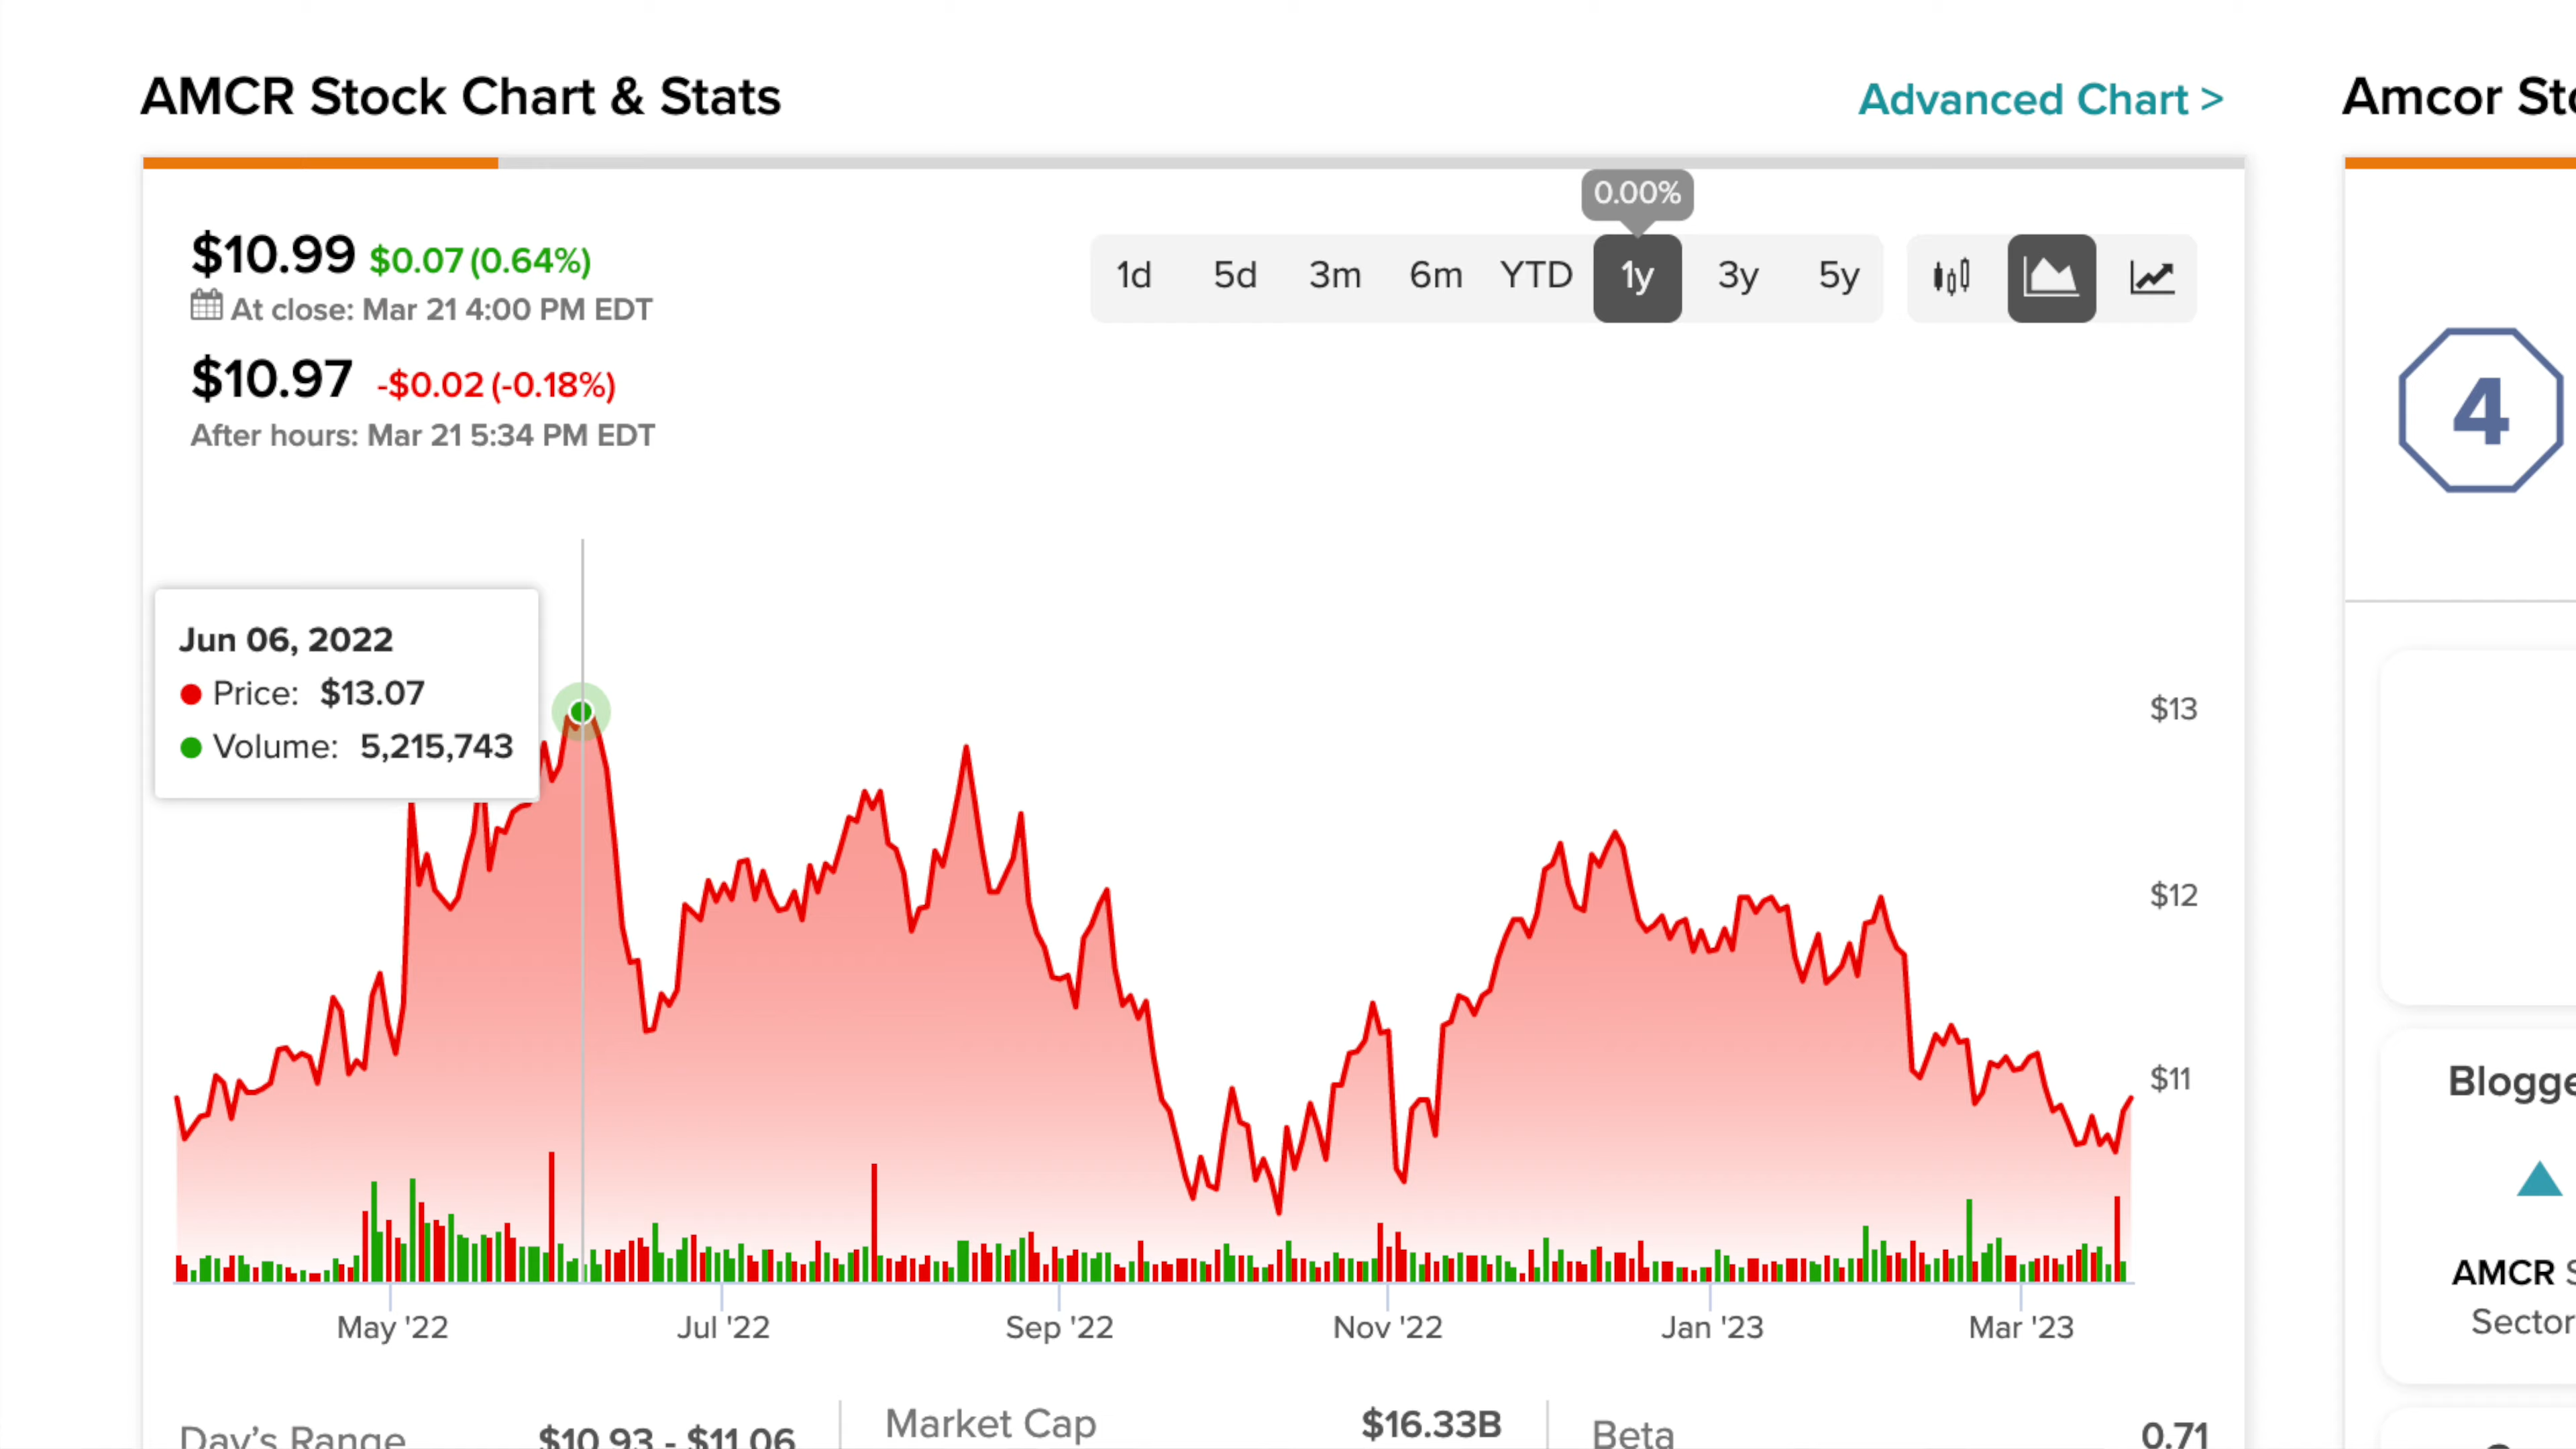 AMCR Stock Chart & Stats
Advanced Chart >
Amcor
0.00%
$10.99 $0.07 (0.64%)
At close: Mar 21 4:00 PM EDT
1d 5d 3m 6m YTD 1y 3y 5y
$10.97 -$0.02 (-0.18%)
After hours: Mar 21 5:34 PM EDT
4
Jun 06, 2022
Price: $13.07
Volume: 5,215,743
$13
$12
$11
AMCR
Sector
May '22 Jul '22 Sep '22 Nov '22 Jan '23 Mar '23
Day's Range $10.93 - $11.06
Market Cap $16.33B
Beta 0.71